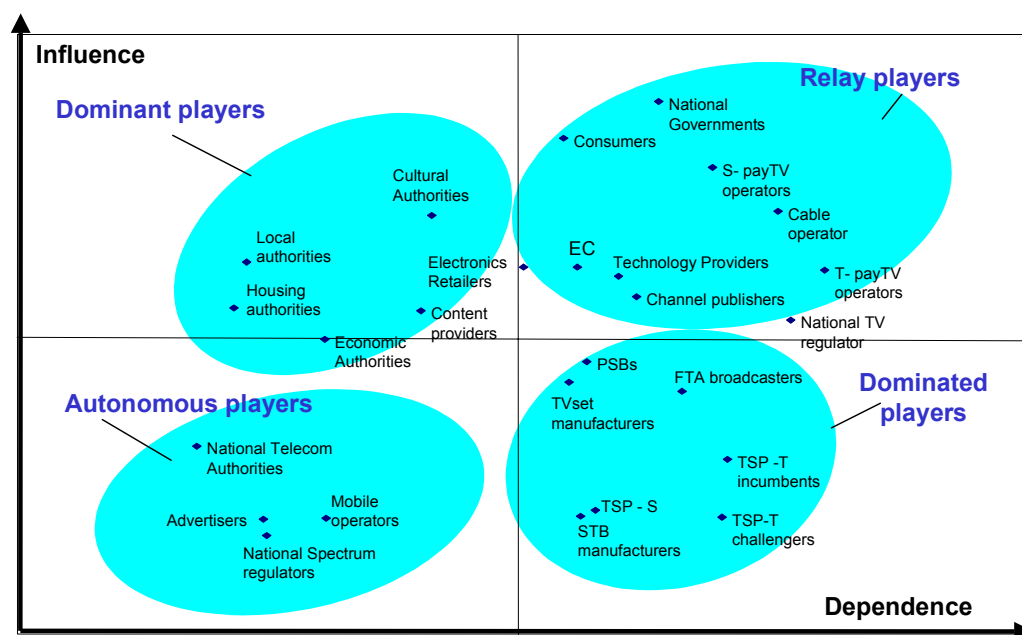 Influence
Relay players
Dominant players
National
Governments
Consumers
S- payTV
operators
Cultural
Authorities
Cable
operator
Local
authorities
EC
Electronics
Retailers
Technology Providers
T- payTV
operators
Housing
authorities
Channel publishers
Content
providers
National TV
regulator
Economic
Authorities
PSBs
FTA broadcasters
Dominated
players
TVset
manufacturers
Autonomous players
National Telecom
Authorities
TSP -T
incumbents
Mobile
operators
Advertisers
TSP - S
STB
manufacturers
TSP-T
challengers
National Spectrum
regulators
Dependence